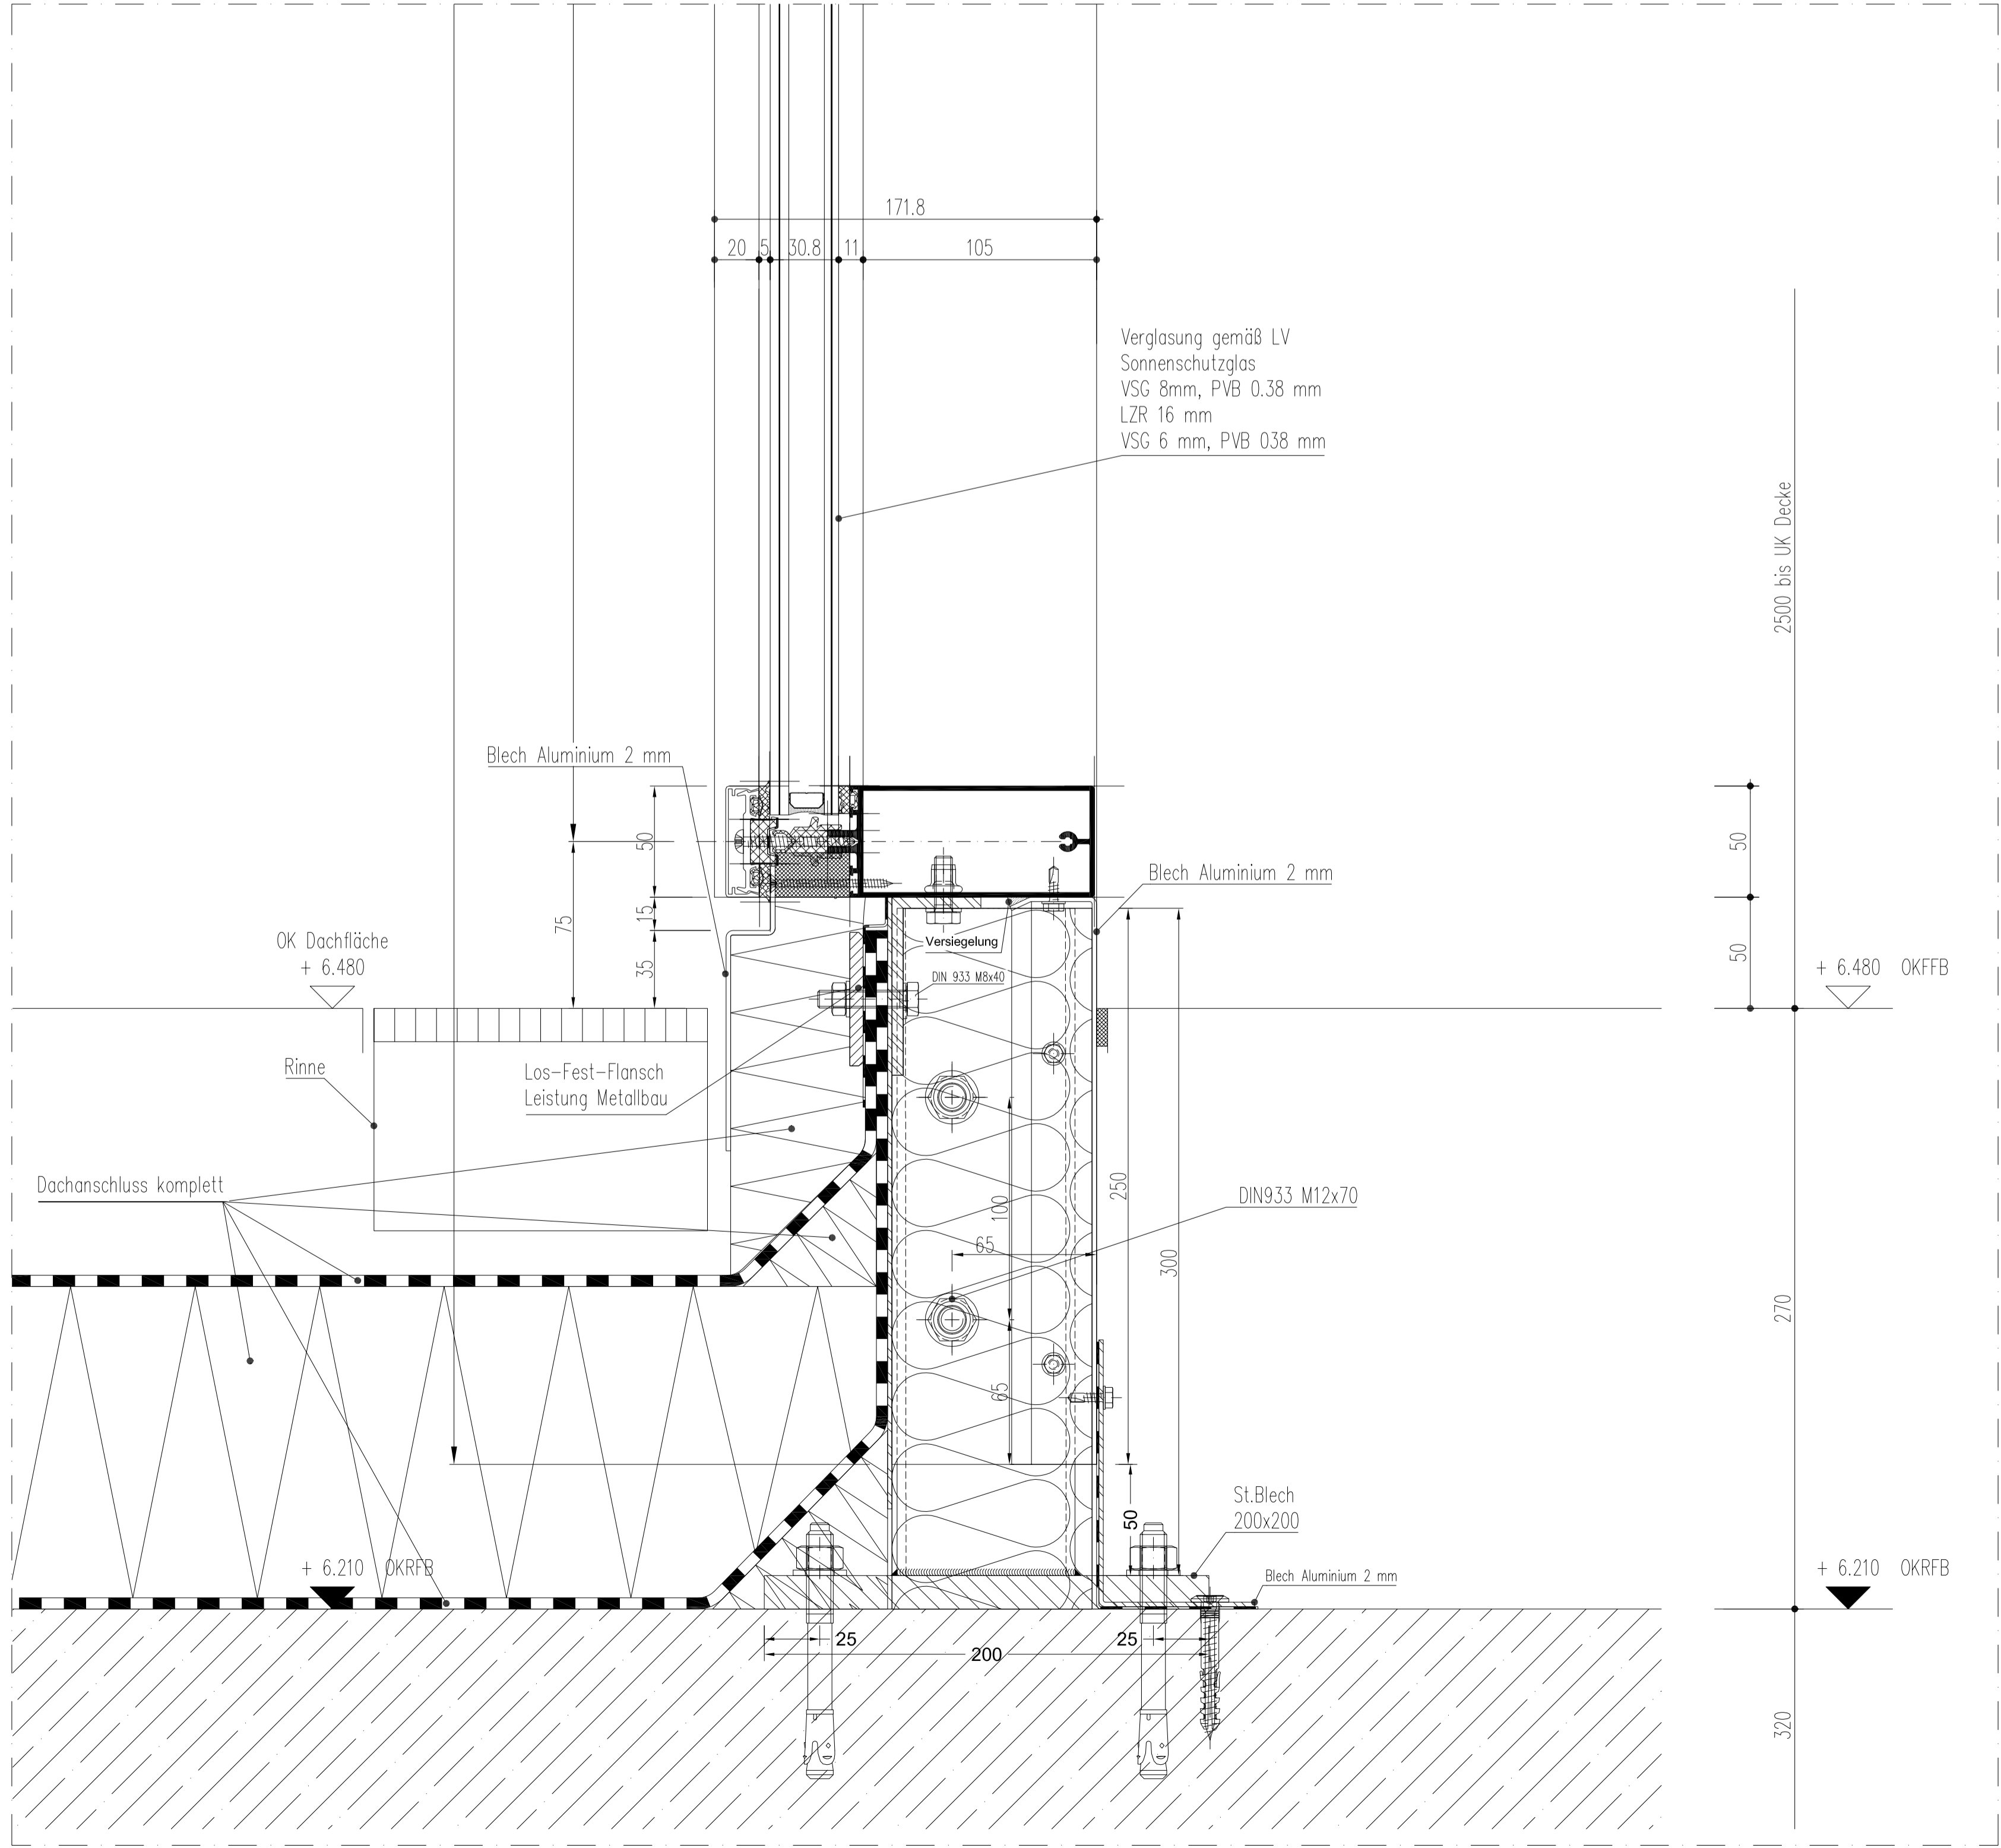 171.8
20 5 30.8 11 105
Verglasung gemäß LV
Sonnenschutzglas
VSG 8mm, PVB 0.38 mm
LZR 16 mm
VSG 6 mm, PVB 038 mm
2500 bis UK Decke
Blech Aluminium 2 mm
50
50
75
15
35
Blech Aluminium 2 mm
50
OK Dachfläche
+ 6.480
Versiegelung
DIN 933 M8x40
+ 6.480 OKFFB
Rinne
Los-Fest-Flansch
Leistung Metallbau
Dachanschluss komplett
DIN933 M12x70
100
65
250
300
270
65
St.Blech
200x200
50
+ 6.210 OKRFB
Blech Aluminium 2 mm
+ 6.210 OKRFB
25
25
200
320